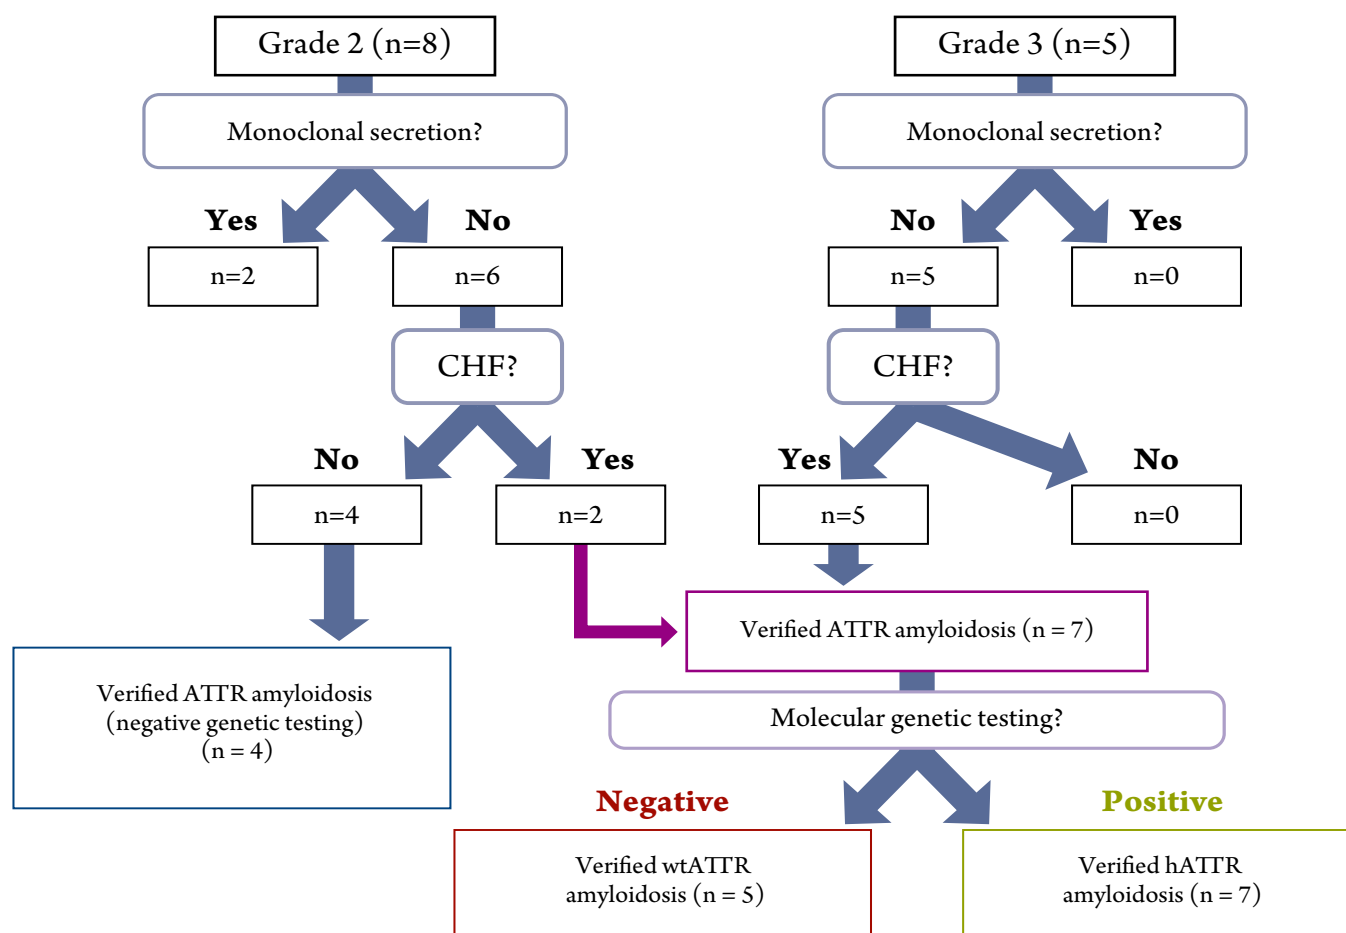 Grade 2 (n=8)
Grade 3 (n=5)
Monoclonal secretion?
Monoclonal secretion?
Yes
No
No
Yes
n=2
n=6
n=5
n=0
CHF?
CHF?
No
Yes
Yes
No
n=4
n=2
n=5
n=0
Verified ATTR amyloidosis (n = 7)
Verified ATTR amyloidosis
(negative genetic testing)
(n = 4)
Molecular genetic testing?
Negative
Positive
Verified wtATTR
amyloidosis (n = 5)
Verified hATTR
amyloidosis (n = 7)